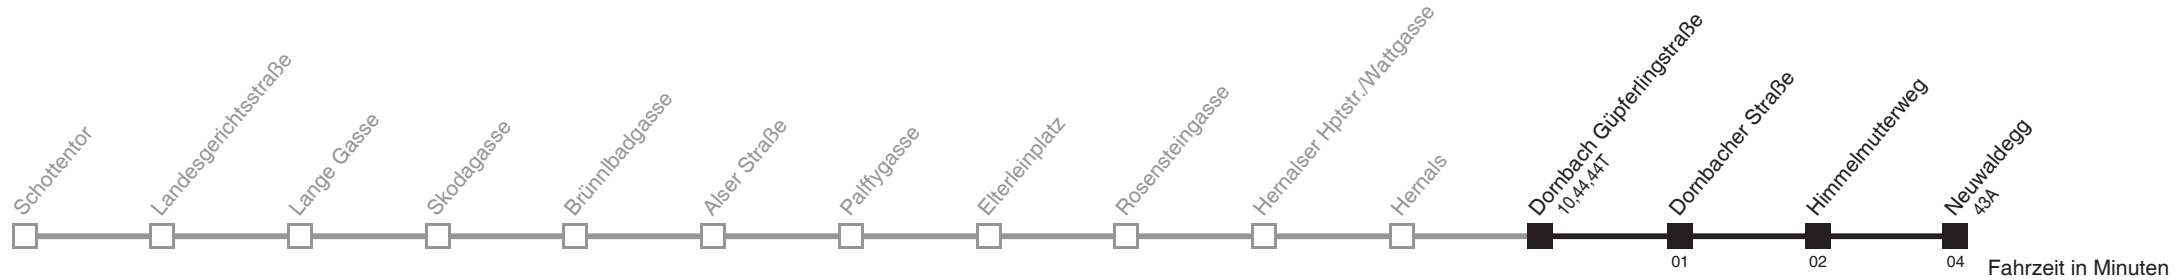 Schottentor
Landesgerichtsstraße
Lange Gasse
Skodagasse
Brünnlbadgasse
Alser Straße
Palffygasse
Elterleinplatz
Rosensteingasse
Hernalser Hptstr./Wattgasse
Hernals
Dornbach Güpferlingstraße
10,44,44T
Dornbacher Straße
Himmelmutterweg
Neuwaldegg
43A
01
02
04
Fahrzeit in Minuten